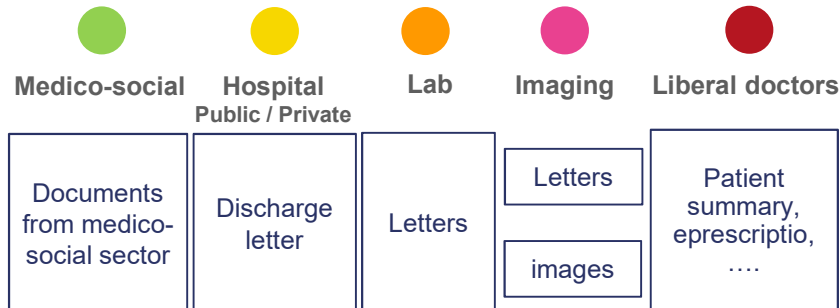 Medico-social
Hospital
Public / Private
Lab
Imaging
Liberal doctors
Documents
from medico-
social sector
Discharge
letter
Letters
Letters
images
Patient
summary,
eprescriptio,
….